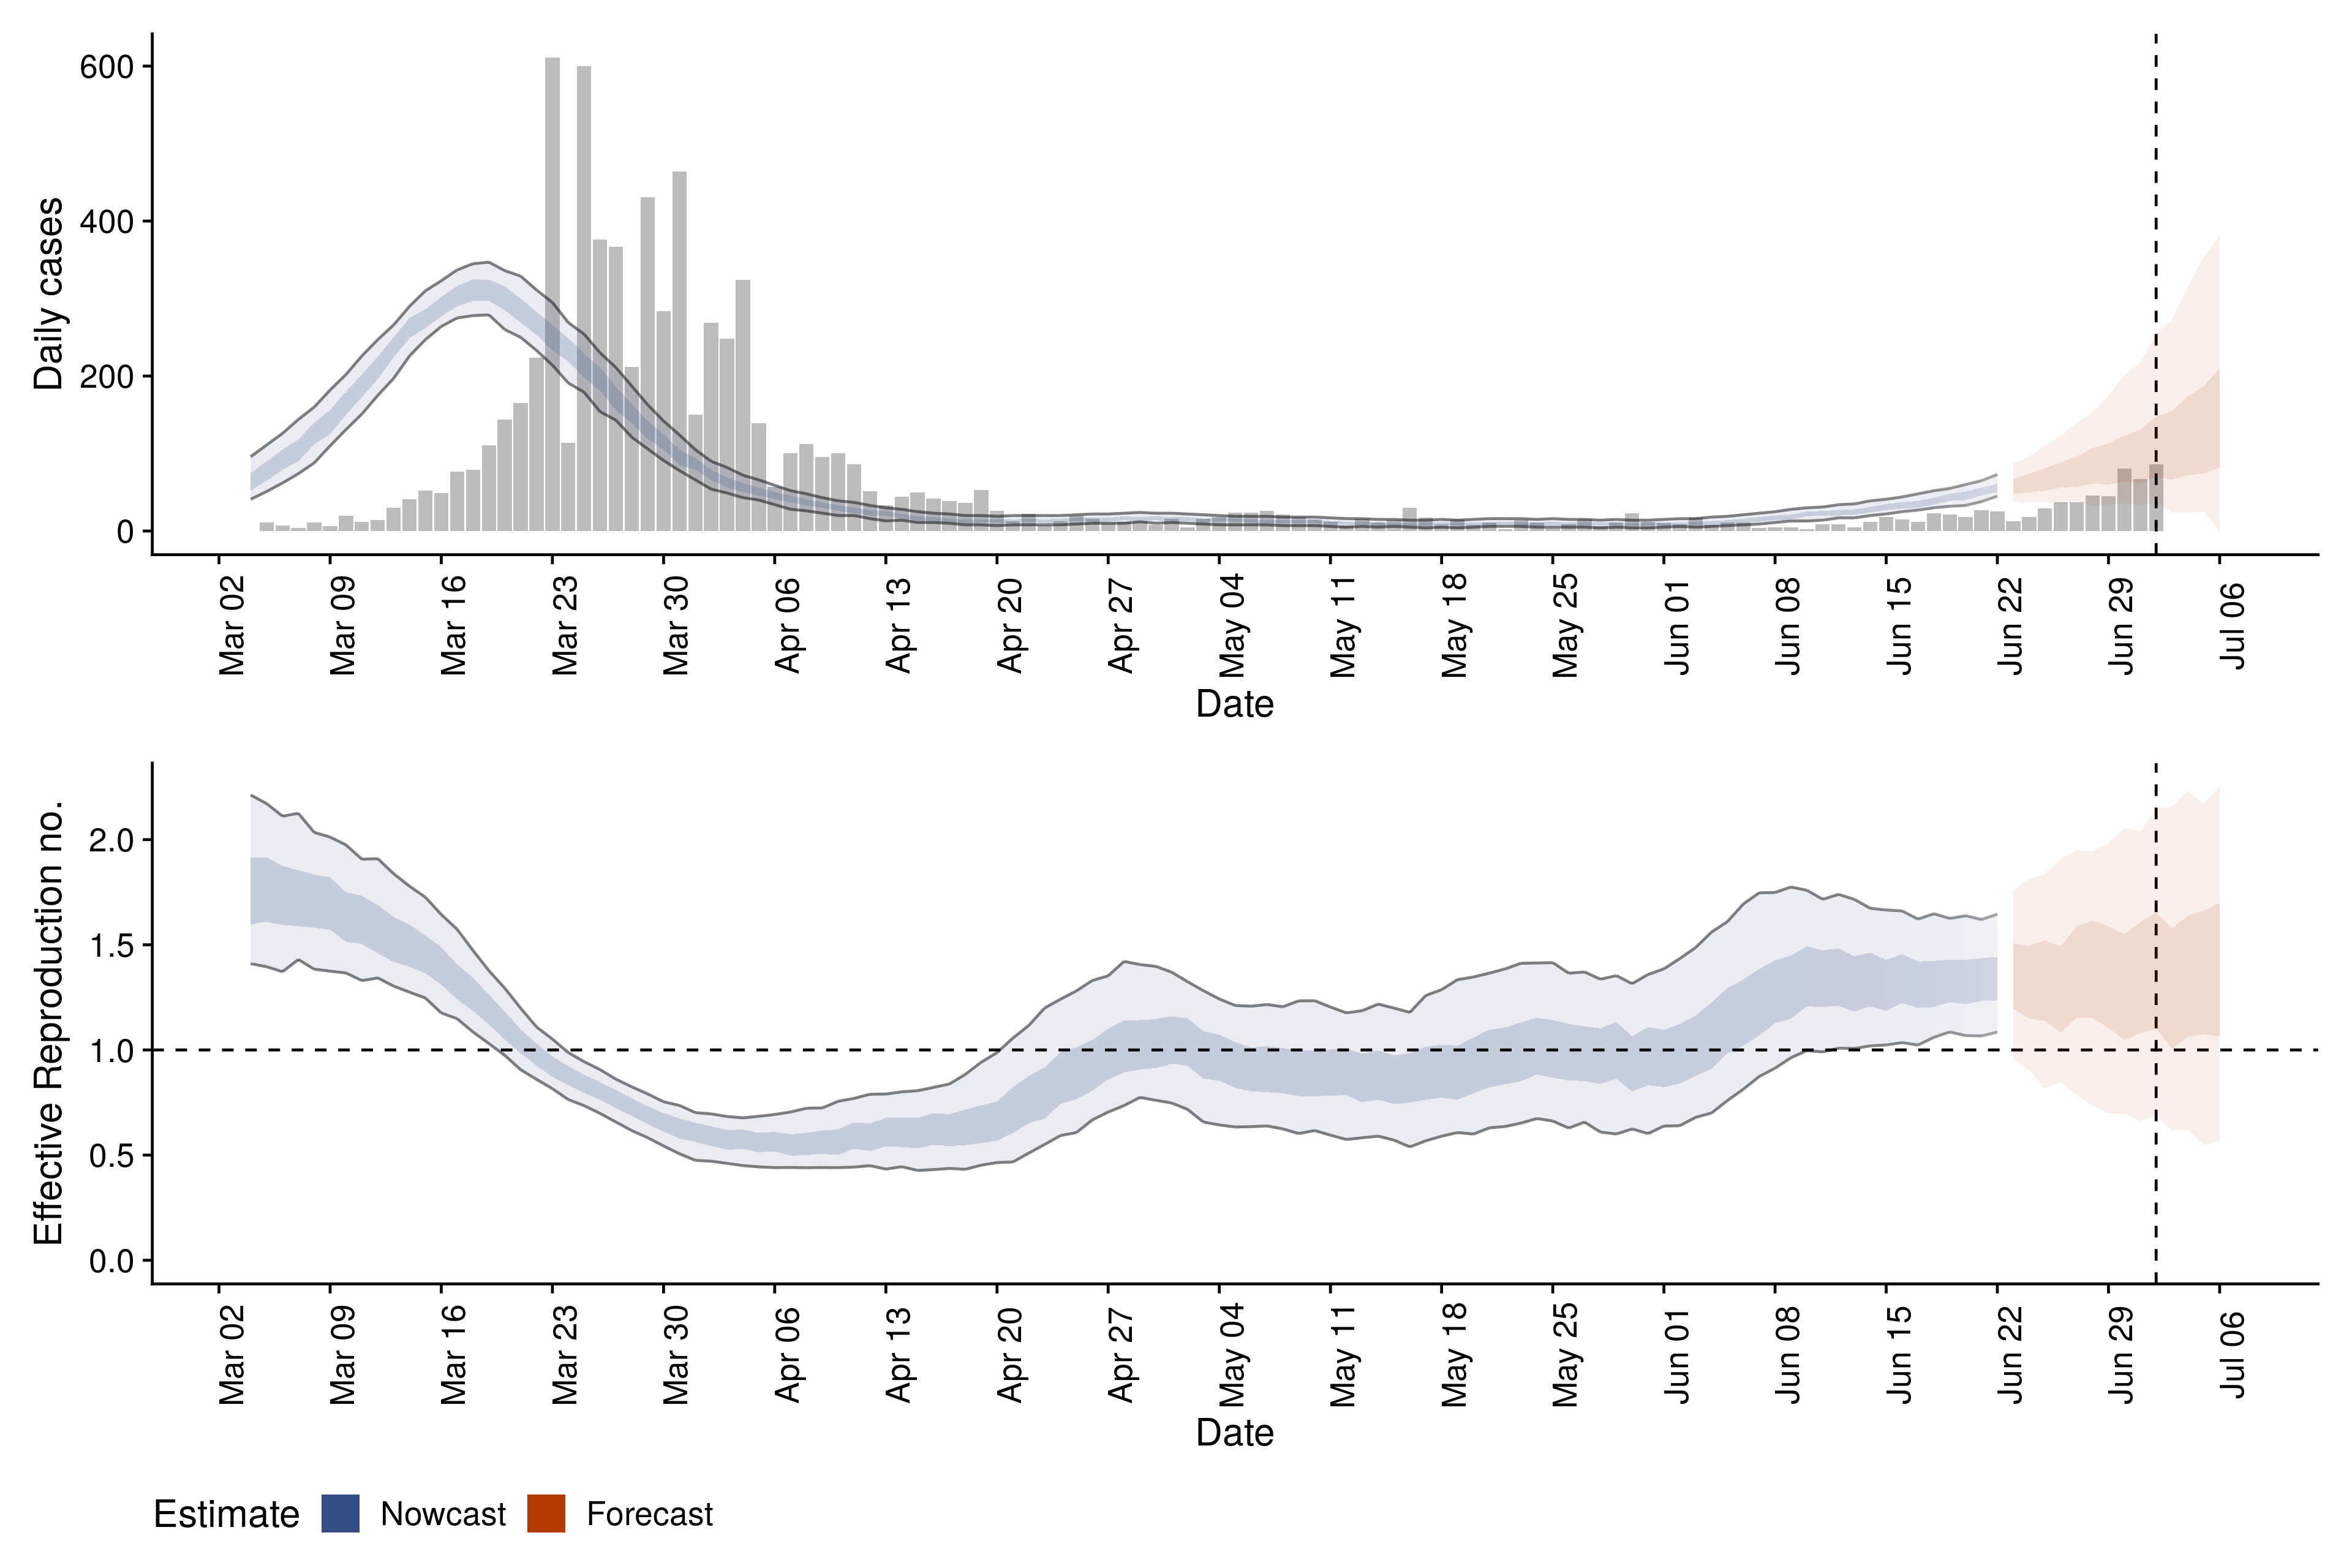 600
400
200
0
Daily cases
Mar 02
Mar 09
Mar 16
Mar 23
Mar 30
Apr 06
Apr 13
Apr 20
Apr 27
May 04
May 11
May 18
May 25
Jun 01
Jun 08
Jun 15
Jun 22
Jun 29
Jul 06
Date
2.0
1.5
1.0
0.5
0.0
Effective Reproduction no.
Mar 02
Mar 09
Mar 16
Mar 23
Mar 30
Apr 06
Apr 13
Apr 20
Apr 27
May 04
May 11
May 18
May 25
Jun 01
Jun 08
Jun 15
Jun 22
Jun 29
Jul 06
Date
Estimate Nowcast Forecast